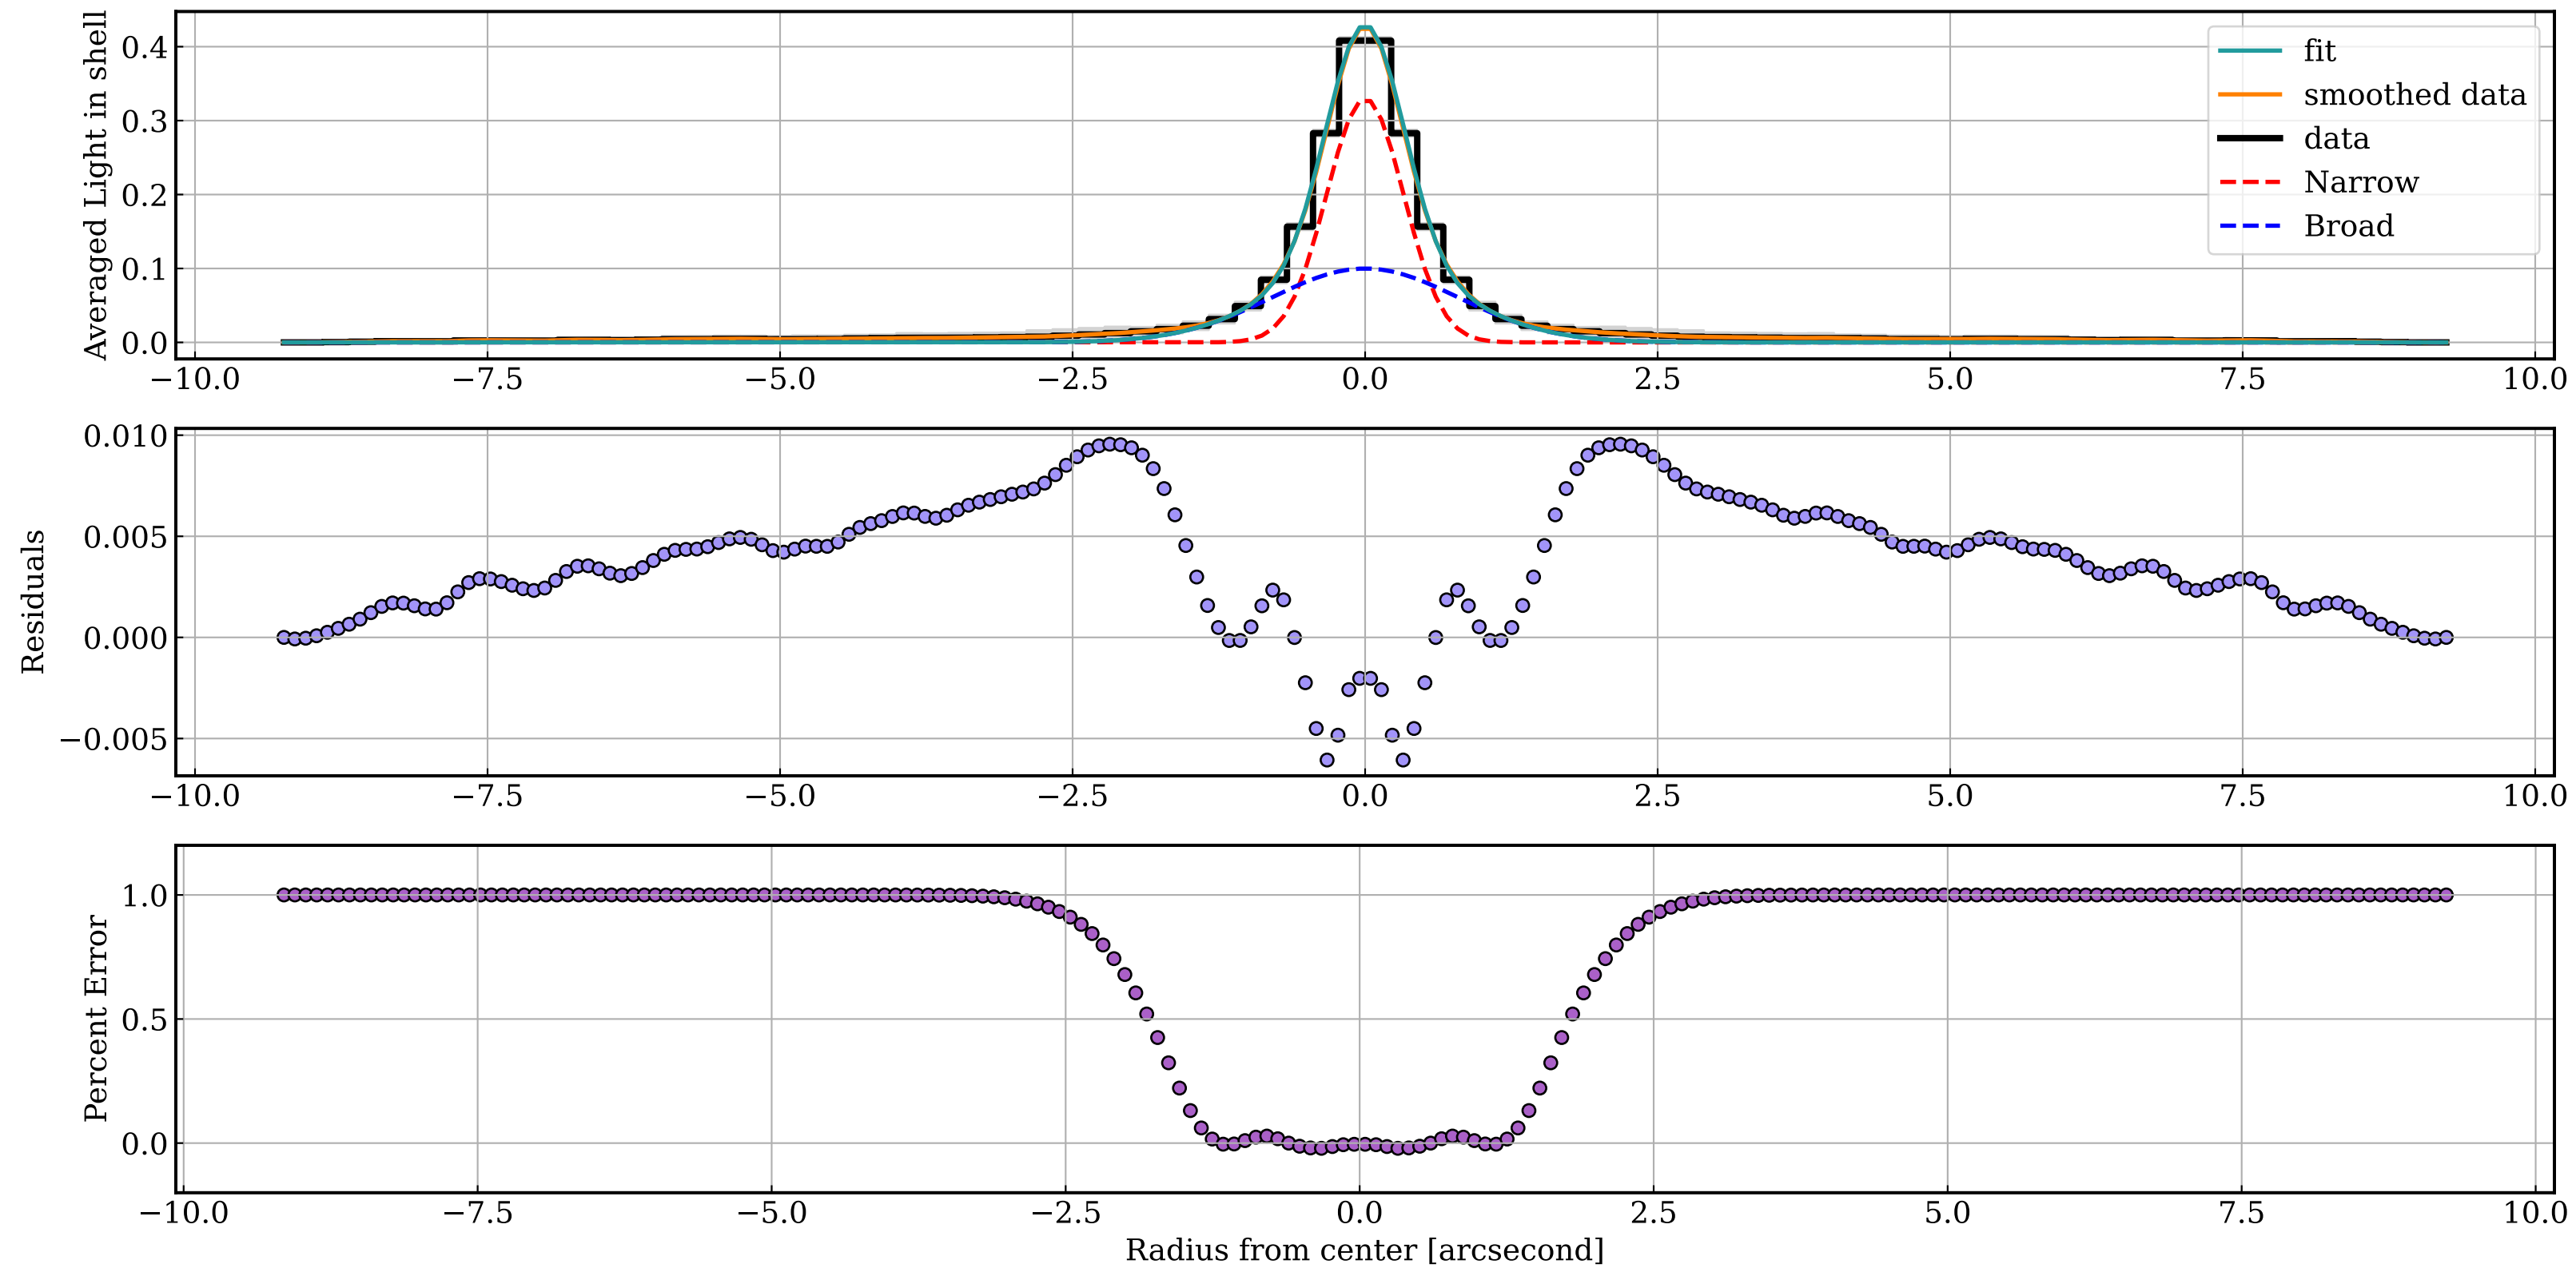 Averaged Light in shell
0.4
0.3
0.2
0.1
0.0
fit
smoothed data
data
Narrow
Broad
−10.0 −7.5 −5.0 −2.5 0.0 2.5 5.0 7.5 10.0
Residuals
0.010
0.005
0.000
−0.005
−10.0 −7.5 −5.0 −2.5 0.0 2.5 5.0 7.5 10.0
Percent Error
1.0
0.5
0.0
−10.0 −7.5 −5.0 −2.5 0.0 2.5 5.0 7.5 10.0
Radius from center [arcsecond]